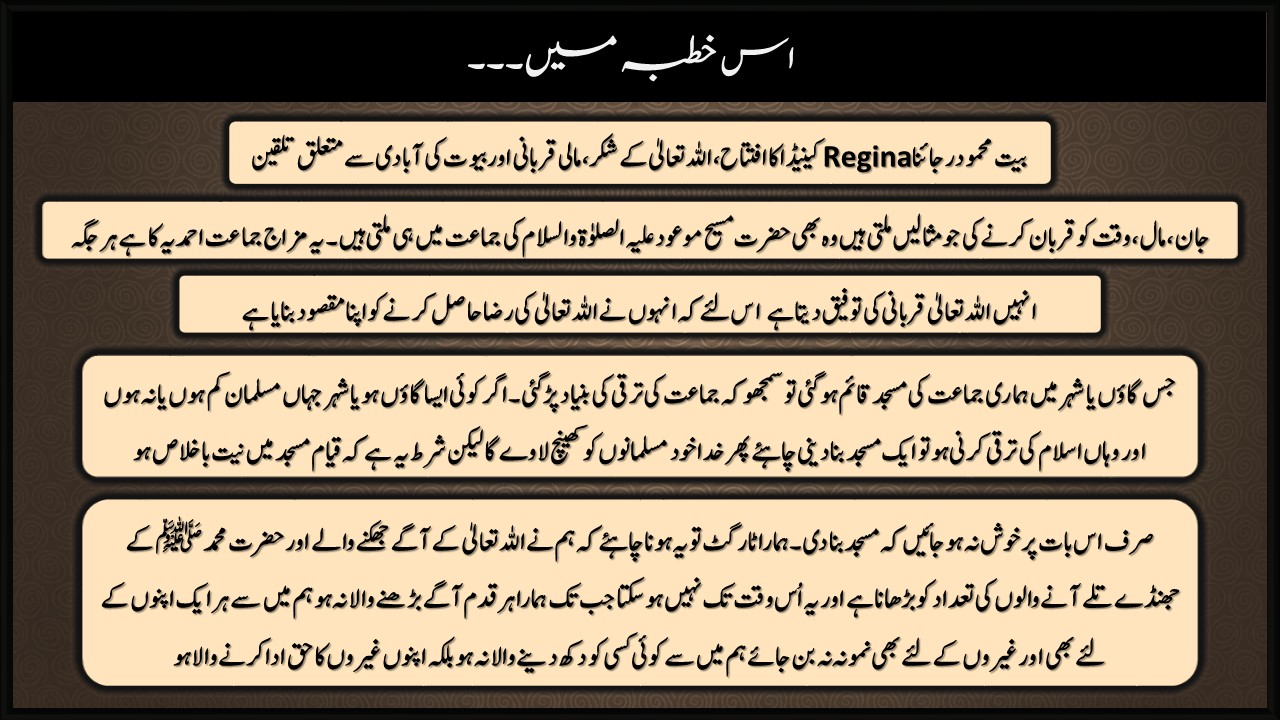 اس خطبہ میں۔۔۔
بیت محمود رجائنا Regina کینیڈا کا افتتاح، اللہ تعالیٰ کے شکر، مالی قربانی اور بیوت کی آبادی سے متعلق تلقین
جان، مال، وقت کو قربان کرنے کی جو مثالیں ملتی ہیں وہ بھی حضرت مسیح موعود علیہ الصلوٰۃ والسلام کی جماعت میں ہی ملتی ہیں۔ یہ مزاج جماعت احمدیہ کا ہے ہر جگہ
انہیں اللہ تعالیٰ قربانی کی توفیق دیتا ہے اس لئے کہ انہوں نے اللہ تعالیٰ کی رضا حاصل کرنے کو اپنا مقصود بنایا ہے
جس گاؤں یا شہر میں ہماری جماعت کی مسجد قائم ہو گئی تو سمجھو کہ جماعت کی ترقی کی بنیاد پڑ گئی۔ اگر کوئی ایسا گاؤں ہو یا شہر جہاں مسلمان کم ہوں یا نہ ہوں
اور وہاں اسلام کی ترقی کرنی ہو تو ایک مسجد بنا دینی چاہئے پھر خدا خود مسلمانوں کو کھینچ لاوے گا لیکن شرط یہ ہے کہ قیام مسجد میں نیت باخلاص ہو
صرف اس بات پر خوش نہ ہو جائیں کہ مسجد بنا دی۔ ہمارا ٹارگٹ تو یہ ہونا چاہئے کہ ہم نے اللہ تعالیٰ کے آگے جھکنے والے اور حضرت محمد ﷺ کے
جھنڈے تلے آنے والوں کی تعداد کو بڑھانا ہے اور یہ اُس وقت تک نہیں ہو سکتا جب تک ہمارا ہر قدم آگے بڑھنے والا نہ ہو ہم میں سے ہر ایک اپنوں کے
لئے بھی اور غیروں کے لئے بھی نمونہ نہ بن جائے ہم میں سے کوئی کسی کو دکھ دینے والا نہ ہو بلکہ اپنوں غیروں کا حق ادا کرنے والا ہو